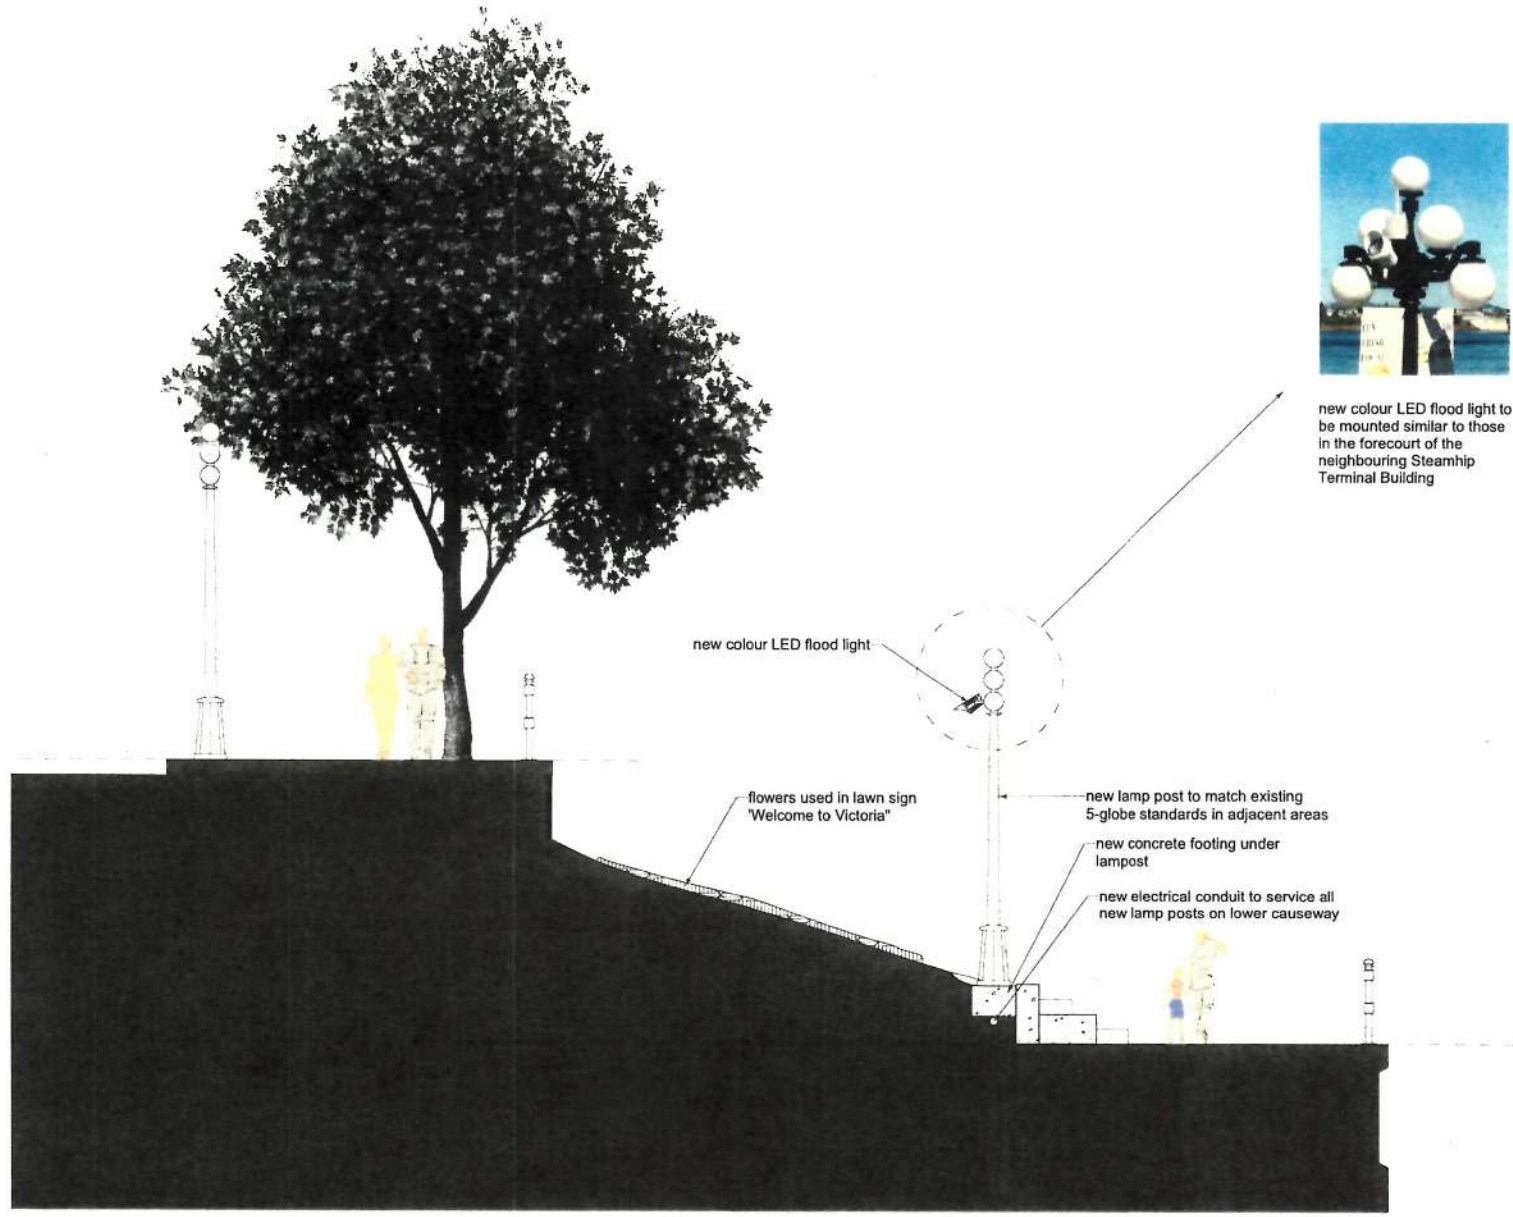 new colour LED flood light to
be mounted similar to those
in the forecourt of the
neighbouring Steamhip
Terminal Building
new colour LED flood light
flowers used in lawn sign
"Welcome to Victoria"
new lamp post to match existing
5-globe standards in adjacent areas
new concrete footing under
lampost
new electrical conduit to service all
new lamp posts on lower causeway